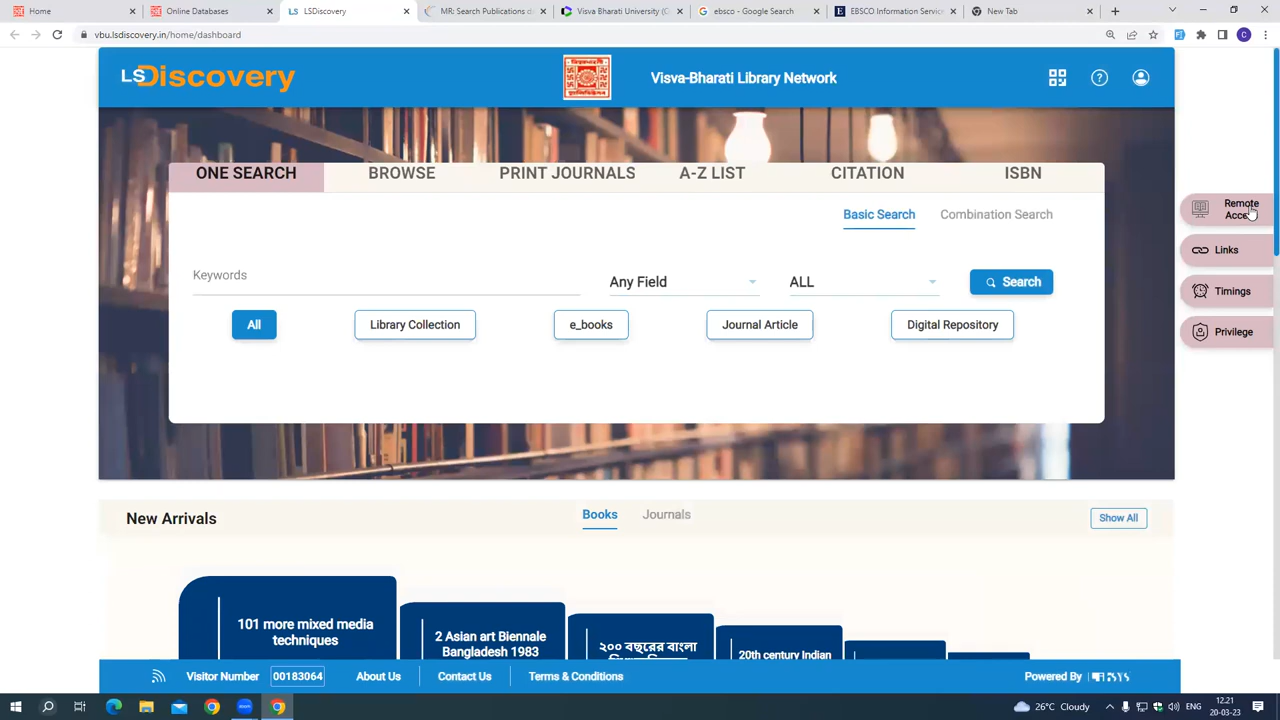 Home
Online Databases
LS LSDiscovery
MR: Search Publications d
Visva Bharati University (
ebsco - Google Search
EBSCO Information Servic
New Tab
vbu.lsdiscovery.in/home/dashboard
C
LSDiscovery
Visva-Bharati Library Network
ONE SEARCH
BROWSE
PRINT JOURNALS
A-Z LIST
CITATION
ISBN
Remote
Acce
Links
Timings
Privilege
Basic Search
Combination Search
Keywords
Any Field
ALL
Search
All
Library Collection
e_books
Journal Article
Digital Repository
New Arrivals
Books
Journals
Show All
101 more mixed media
techniques
2 Asian art Biennale
Bangladesh 1983
২০০ বছরের বাংলা
20th century Indian
Visitor Number 00183064
About Us
Contact Us
Terms & Conditions
Powered By
26°C Cloudy
ENG
12.21
20-03-23